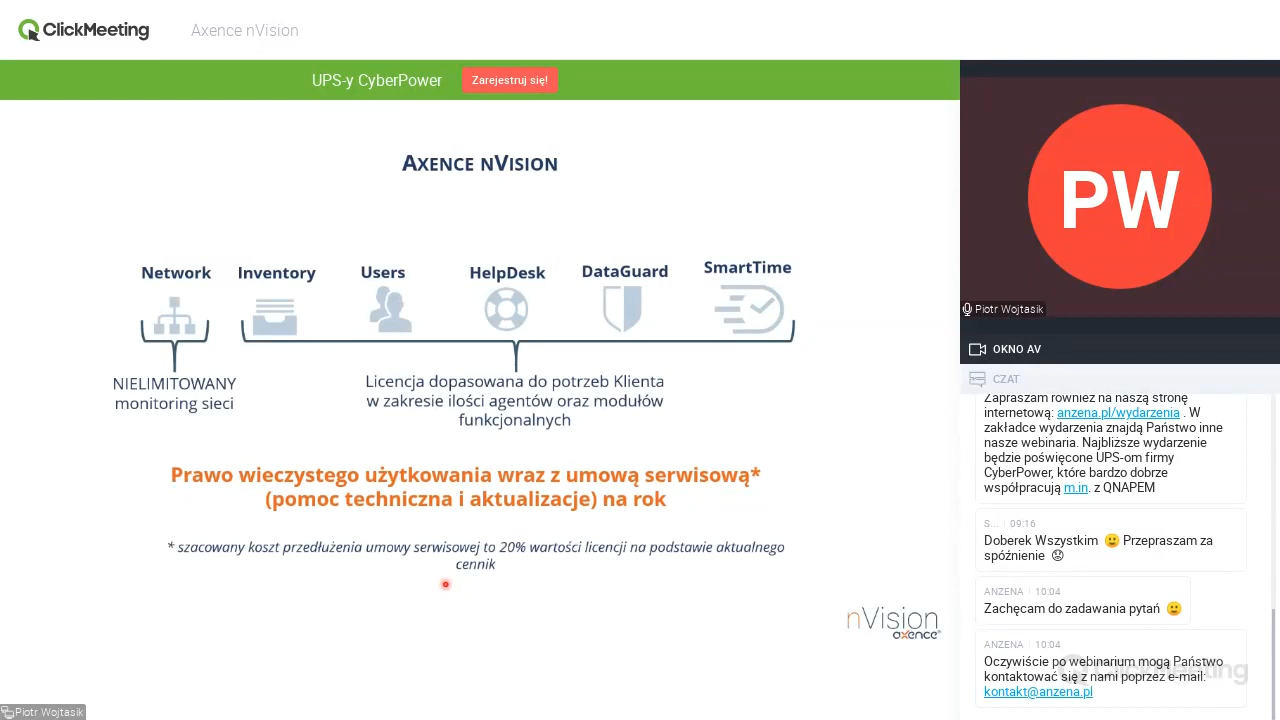 ClickMeeting
Axence nVision
UPS-y CyberPower
Zarejestruj się!
AXENCE NVISION
Network
Inventory
Users
HelpDesk
DataGuard
SmartTime
NIELIMITOWANY
monitoring sieci
Licencja dopasowana do potrzeb Klienta
w zakresie ilości agentów oraz modułów
funkcjonalnych
Prawo wieczystego użytkowania wraz z umową serwisową*
(pomoc techniczna i aktualizacje) na rok
* szacowany koszt przedłużenia umowy serwisowej to 20% wartości licencji na podstawie aktualnego
cennik
nVision
axence®
Piotr Wojtasik
PW
Piotr Wojtasik
OKNO AV
CZAT
Zapraszam również na naszą stronę
internetową: anzena.pl/wydarzenia . W
zakładce wydarzenia znajdą Państwo inne
nasze webinaria. Najbliższe wydarzenie
będzie poświęcone UPS-om firmy
CyberPower, które bardzo dobrze
współpracują m.in. z QNAPEM
S... 09:16
Doberek Wszystkim 🙂 Przepraszam za
spóźnienie 😟
ANZENA 10:04
Zachęcam do zadawania pytań 🙂
ANZENA 10:04
Oczywiście po webinarium mogą Państwo
kontaktować się z nami poprzez e-mail:
kontakt@anzena.pl
ClickMeeting